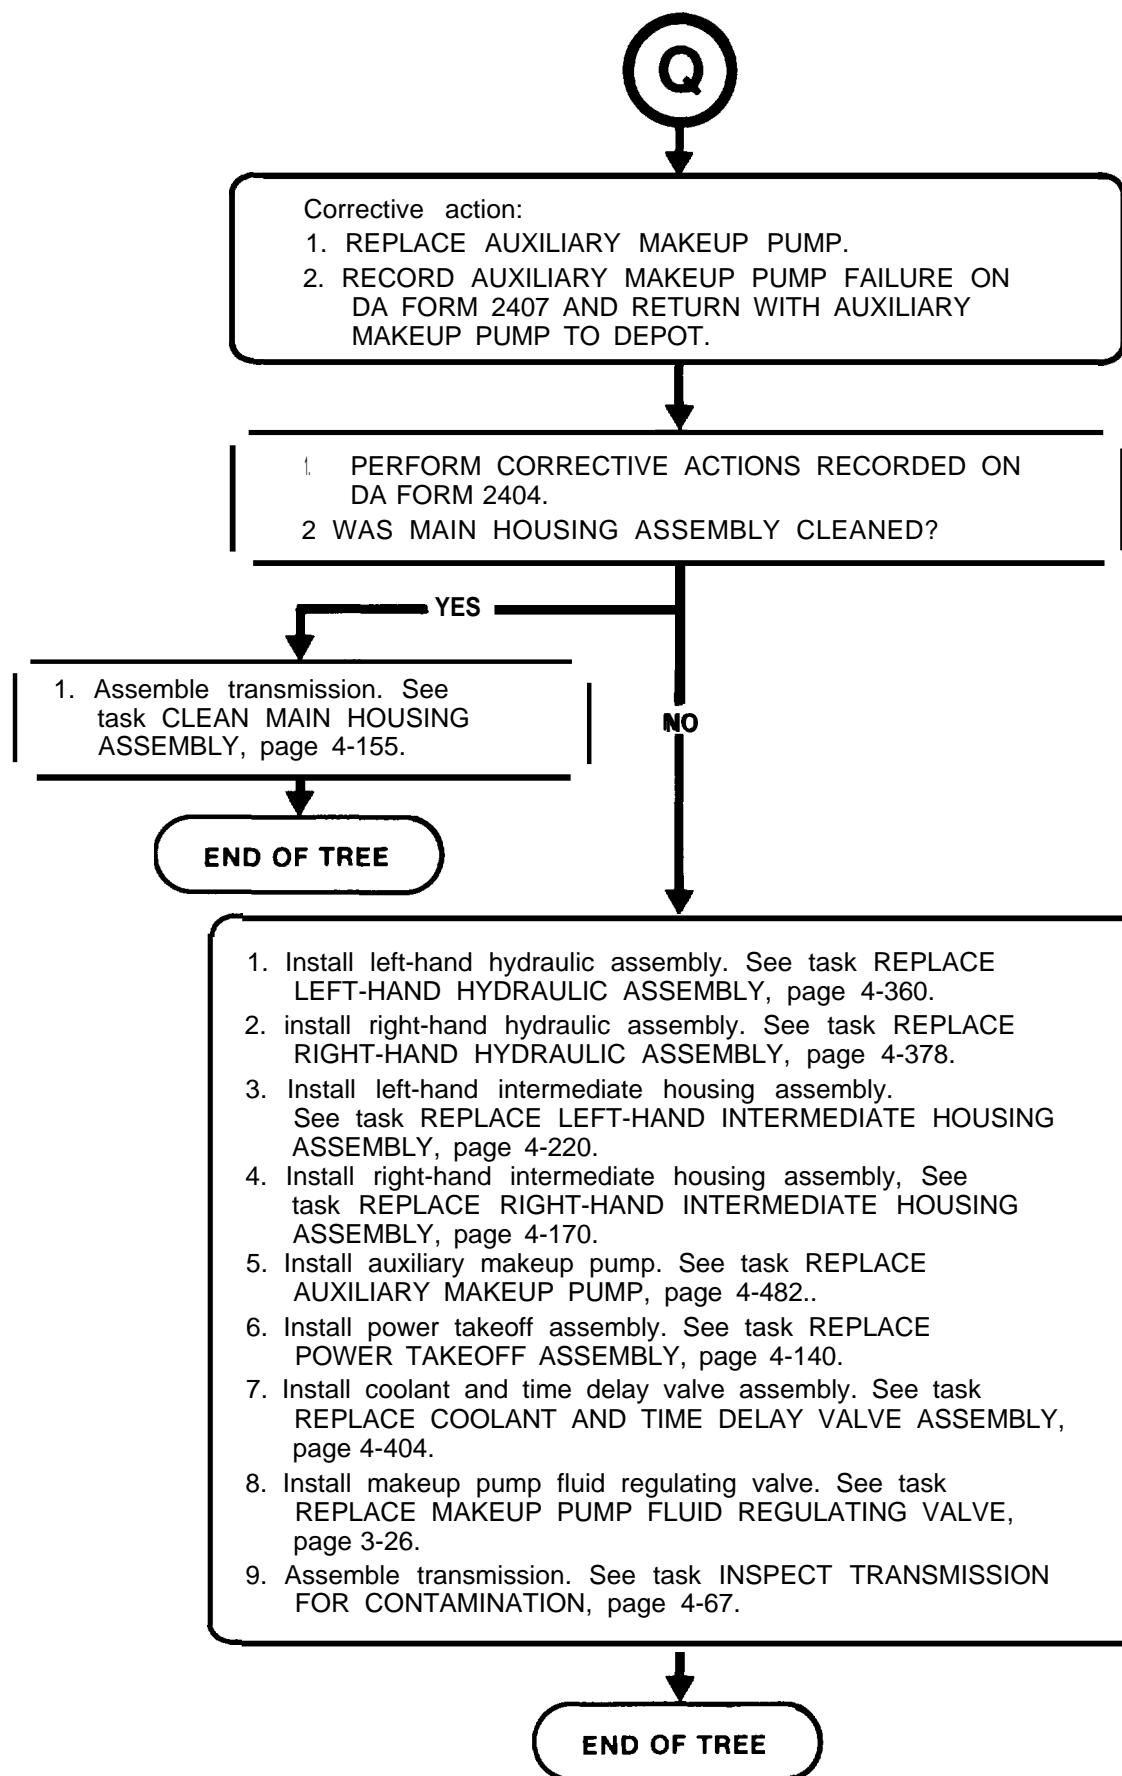 Q
Corrective action:
1. REPLACE AUXILIARY MAKEUP PUMP.
2. RECORD AUXILIARY MAKEUP PUMP FAILURE ON
DA FORM 2407 AND RETURN WITH AUXILIARY
MAKEUP PUMP TO DEPOT.
1. PERFORM CORRECTIVE ACTIONS RECORDED ON
DA FORM 2404.
2 WAS MAIN HOUSING ASSEMBLY CLEANED?
YES
1. Assemble transmission. See
task CLEAN MAIN HOUSING
ASSEMBLY, page 4-155.
NO
END OF TREE
1. Install left-hand hydraulic assembly. See task REPLACE
LEFT-HAND HYDRAULIC ASSEMBLY, page 4-360.
2. install right-hand hydraulic assembly. See task REPLACE
RIGHT-HAND HYDRAULIC ASSEMBLY, page 4-378.
3. Install left-hand intermediate housing assembly.
See task REPLACE LEFT-HAND INTERMEDIATE HOUSING
ASSEMBLY, page 4-220.
4. Install right-hand intermediate housing assembly, See
task REPLACE RIGHT-HAND INTERMEDIATE HOUSING
ASSEMBLY, page 4-170.
5. Install auxiliary makeup pump. See task REPLACE
AUXILIARY MAKEUP PUMP, page 4-482..
6. Install power takeoff assembly. See task REPLACE
POWER TAKEOFF ASSEMBLY, page 4-140.
7. Install coolant and time delay valve assembly. See task
REPLACE COOLANT AND TIME DELAY VALVE ASSEMBLY,
page 4-404.
8. Install makeup pump fluid regulating valve. See task
REPLACE MAKEUP PUMP FLUID REGULATING VALVE,
page 3-26.
9. Assemble transmission. See task INSPECT TRANSMISSION
FOR CONTAMINATION, page 4-67.
END OF TREE